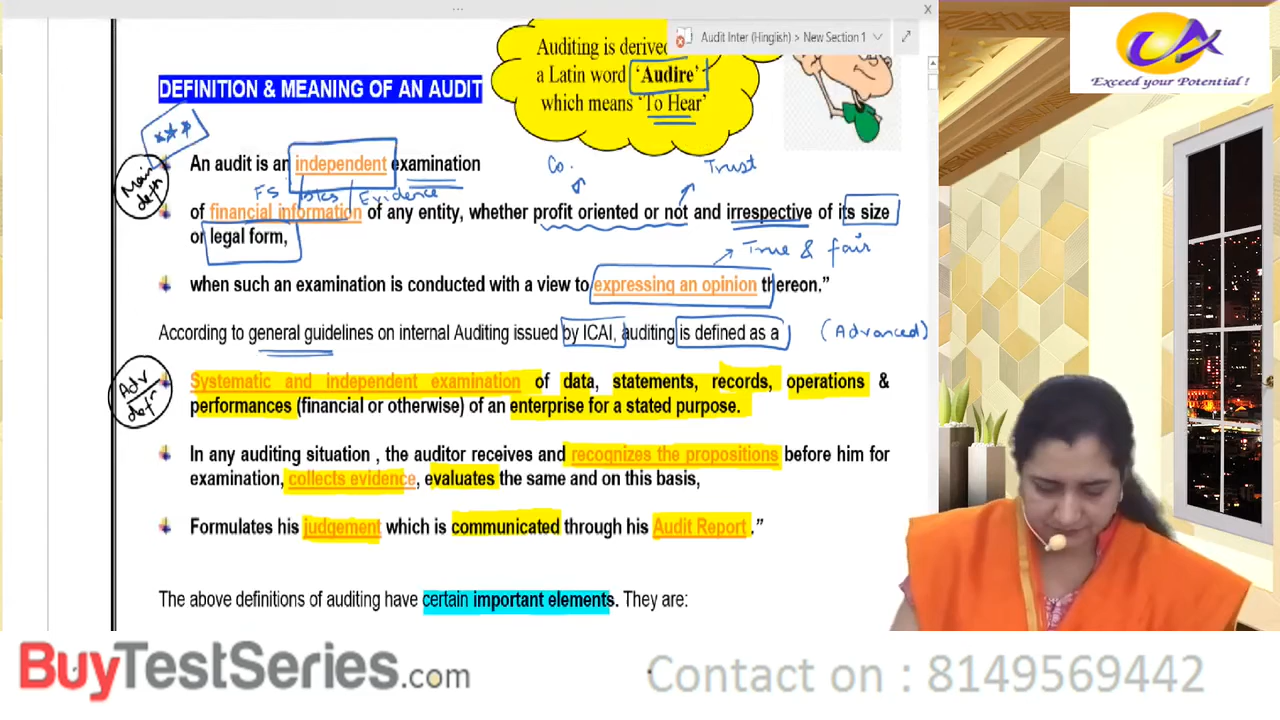 ...
Audit Inter (Hinglish) > New Section 1
x
Auditing is derived
a Latin word ‘Audire’
which means ‘To Hear’
Exceed your Potential !
DEFINITION & MEANING OF AN AUDIT
***
Main defn
An audit is an independent examination
Co.
Trust
FS / bks / Evidence
of financial information of any entity, whether profit oriented or not and irrespective of its size
or legal form,
True & fair
when such an examination is conducted with a view to expressing an opinion thereon.”
According to general guidelines on internal Auditing issued by ICAI, auditing is defined as a (Advanced)
Adv defn
Systematic and independent examination of data, statements, records, operations &
performances (financial or otherwise) of an enterprise for a stated purpose.
In any auditing situation , the auditor receives and recognizes the propositions before him for
examination, collects evidence, evaluates the same and on this basis,
Formulates his judgement which is communicated through his Audit Report.”
The above definitions of auditing have certain important elements. They are:
BuyTestSeries.com
Contact on : 8149569442